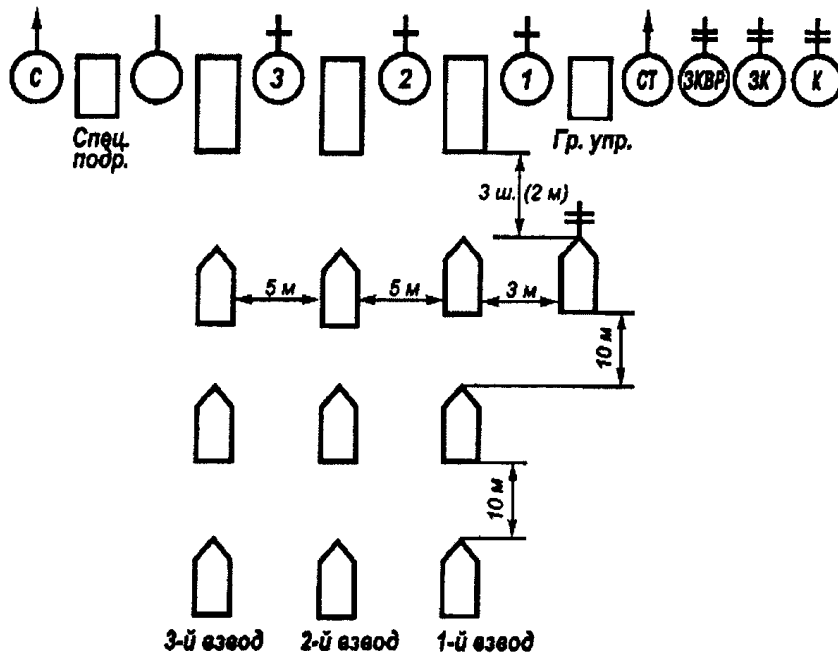 С 3 2 1 СТ ЗКВР ЗК К
Спец.
подр.
Гр. упр.
3 ш. (2 м)
5 м 5 м 3 м
10 м
10 м
3-й взвод 2-й взвод 1-й взвод